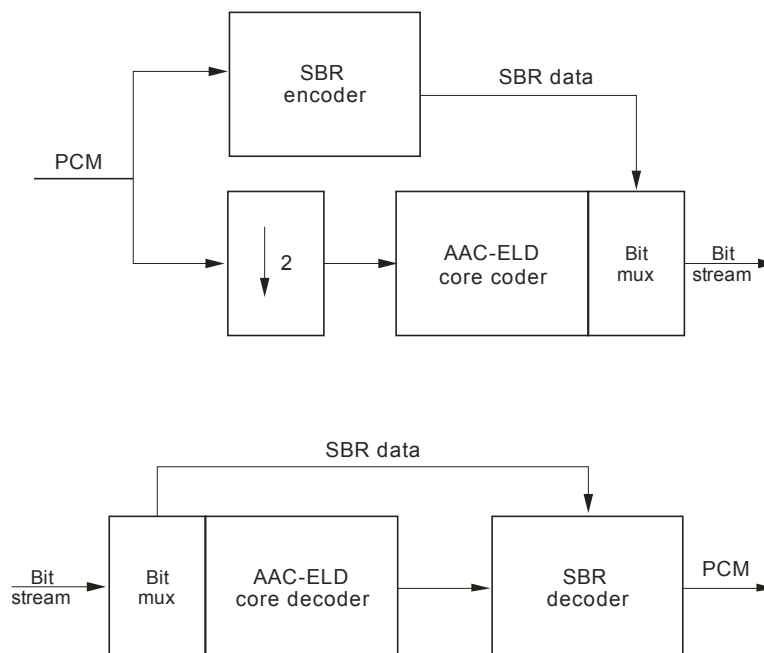 SBR
encoder
SBR data
PCM
2
AAC-ELD
core coder
Bit
mux
Bit
stream
SBR data
Bit
stream
Bit
mux
AAC-ELD
core decoder
SBR
decoder
PCM